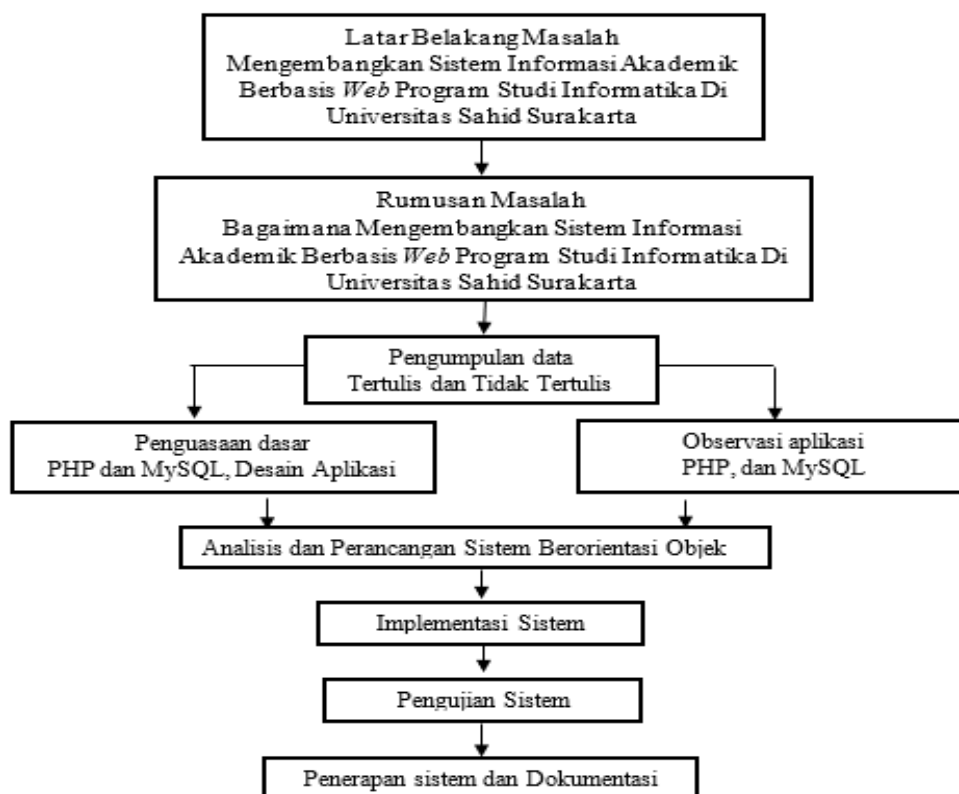 Latar Belakang Masalah
Mengembangkan Sistem Informasi Akademik
Berbasis Web Program Studi Informatika Di
Universitas Sahid Surakarta
Rumusan Masalah
Bagaimana Mengembangkan Sistem Informasi
Akademik Berbasis Web Program Studi Informatika Di
Universitas Sahid Surakarta
Pengumpulan data
Tertulis dan Tidak Tertulis
Penguasaan dasar
PHP dan MySQL, Desain Aplikasi
Observasi aplikasi
PHP, dan MySQL
Analisis dan Perancangan Sistem Berorientasi Objek
Implementasi Sistem
Pengujian Sistem
Penerapan sistem dan Dokumentasi